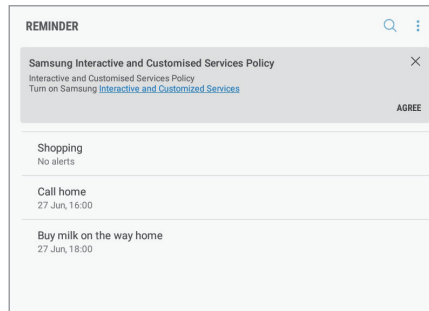 REMINDER
Samsung Interactive and Customised Services Policy
Interactive and Customised Services Policy
Turn on Samsung Interactive and Customized Services
AGREE
Shopping
No alerts
Call home
27 Jun, 16:00
Buy milk on the way home
27 Jun, 18:00